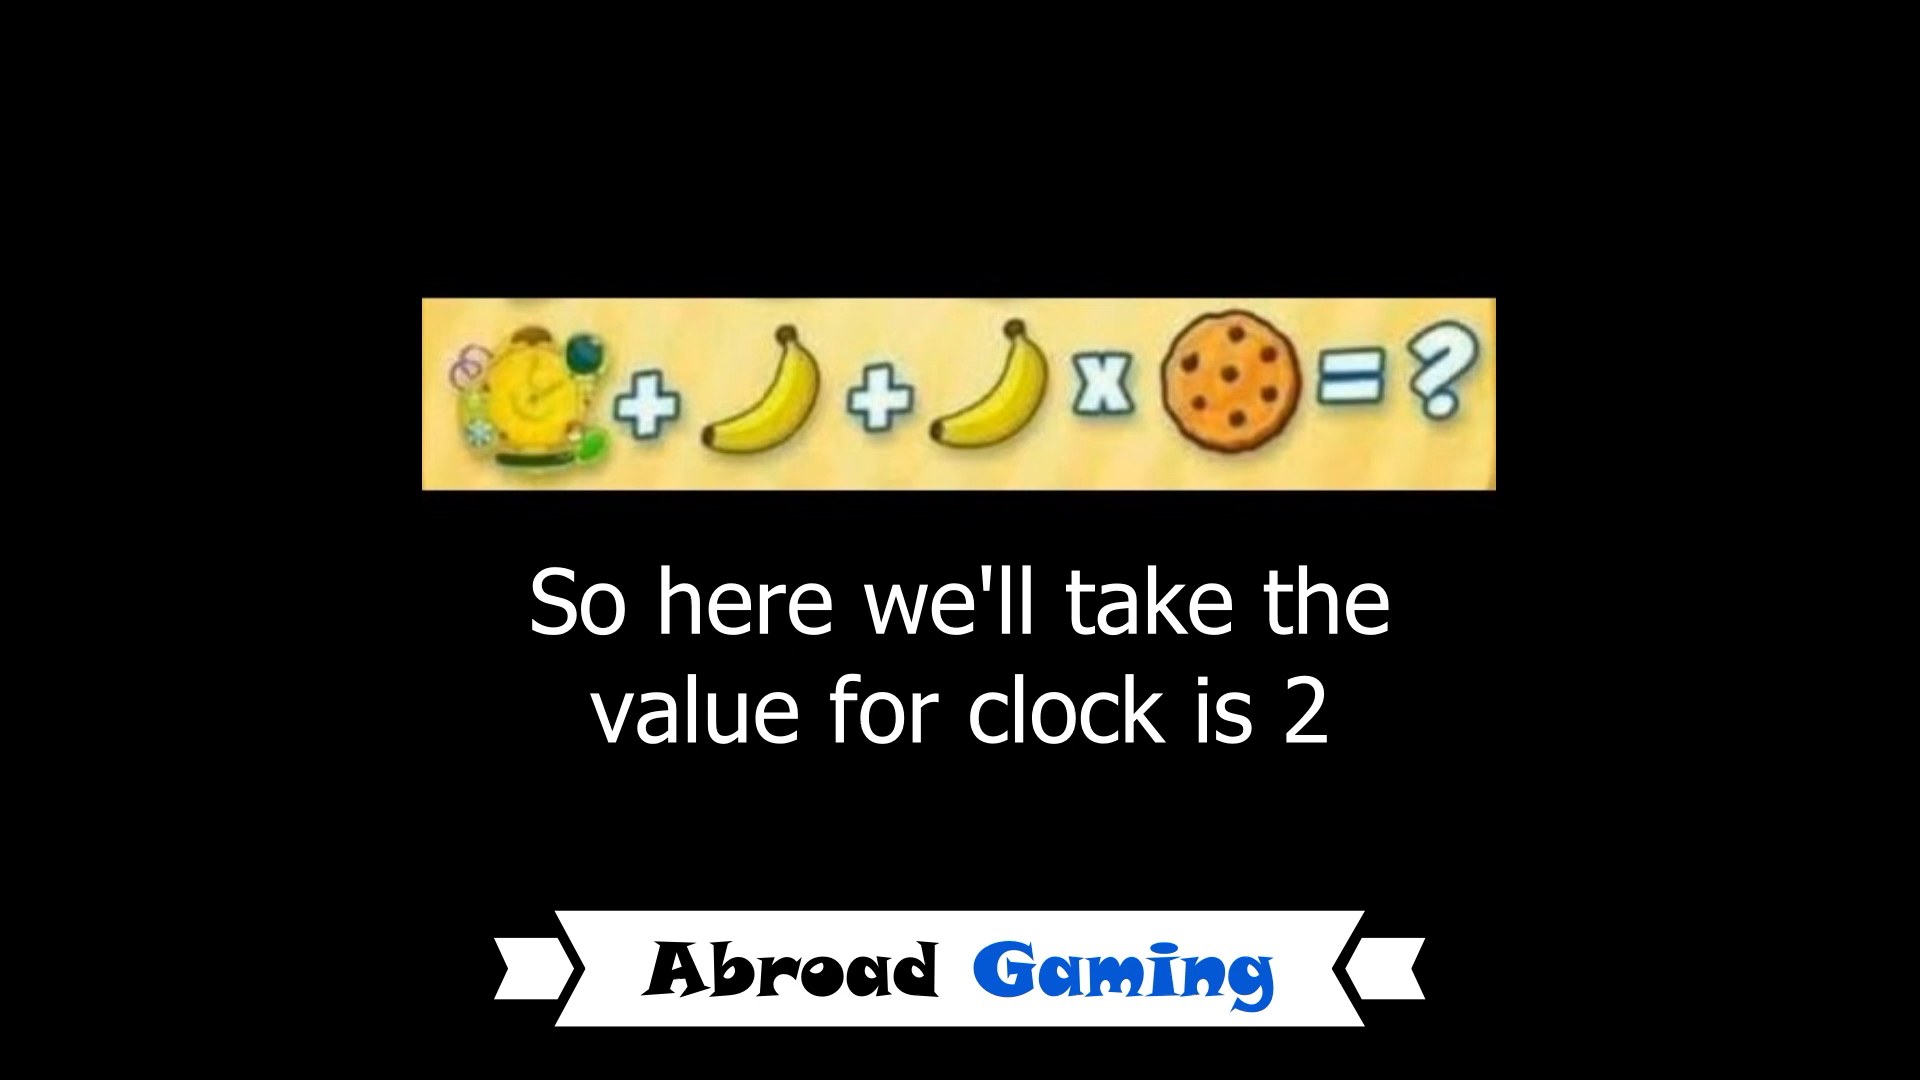 + + x = ?
So here we'll take the
value for clock is 2
Abroad Gaming